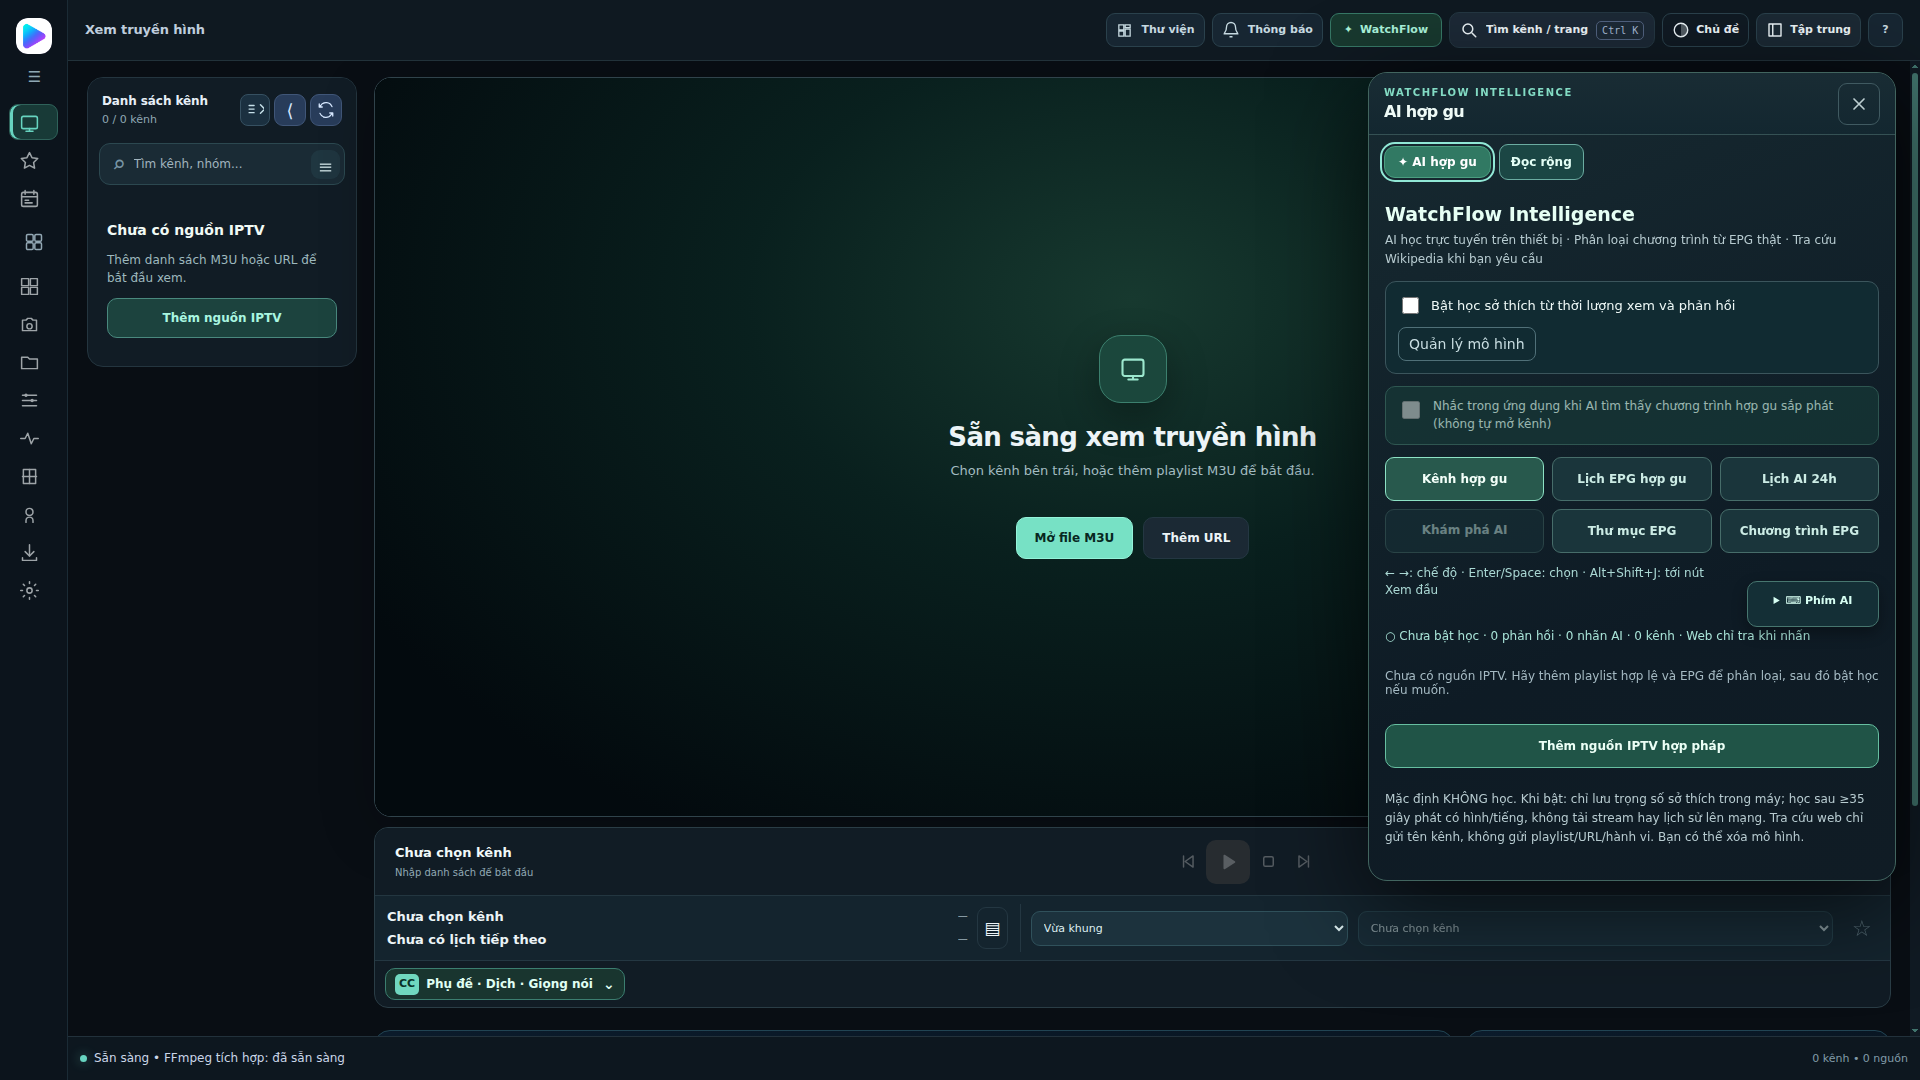 Xem truyền hình
Thư viện
Thông báo
✦ WatchFlow
Tìm kênh / trang Ctrl K
Chủ đề
Tập trung
?
Danh sách kênh
0 / 0 kênh
Tìm kênh, nhóm...
Chưa có nguồn IPTV
Thêm danh sách M3U hoặc URL để
bắt đầu xem.
Thêm nguồn IPTV
Sẵn sàng xem truyền hình
Chọn kênh bên trái, hoặc thêm playlist M3U để bắt đầu.
Mở file M3U
Thêm URL
WATCHFLOW INTELLIGENCE
AI hợp gu
✦ AI hợp gu
Đọc rộng
WatchFlow Intelligence
AI học trực tuyến trên thiết bị · Phân loại chương trình từ EPG thật · Tra cứu
Wikipedia khi bạn yêu cầu
Bật học sở thích từ thời lượng xem và phản hồi
Quản lý mô hình
Nhắc trong ứng dụng khi AI tìm thấy chương trình hợp gu sắp phát
(không tự mở kênh)
Kênh hợp gu
Lịch EPG hợp gu
Lịch AI 24h
Khám phá AI
Thư mục EPG
Chương trình EPG
← →: chế độ · Enter/Space: chọn · Alt+Shift+J: tới nút
Xem đầu
▶ ⌨ Phím AI
○ Chưa bật học · 0 phản hồi · 0 nhãn AI · 0 kênh · Web chỉ tra khi nhấn
Chưa có nguồn IPTV. Hãy thêm playlist hợp lệ và EPG để phân loại, sau đó bật học
nếu muốn.
Thêm nguồn IPTV hợp pháp
Mặc định KHÔNG học. Khi bật: chỉ lưu trọng số sở thích trong máy; học sau ≥35
giây phát có hình/tiếng, không tải stream hay lịch sử lên mạng. Tra cứu web chỉ
gửi tên kênh, không gửi playlist/URL/hành vi. Bạn có thể xóa mô hình.
Chưa chọn kênh
Nhập danh sách để bắt đầu
Chưa chọn kênh —
Chưa có lịch tiếp theo —
Vừa khung
Chưa chọn kênh
CC Phụ đề · Dịch · Giọng nói
Sẵn sàng • FFmpeg tích hợp: đã sẵn sàng
0 kênh • 0 nguồn